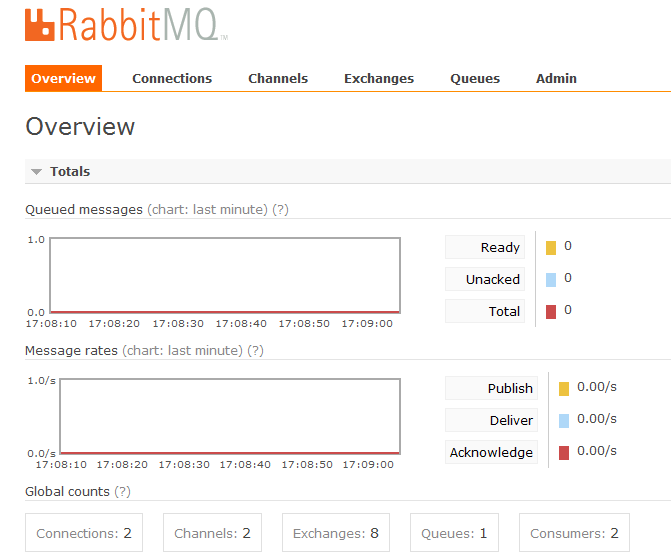 RabbitMQ TM
Overview Connections Channels Exchanges Queues Admin
Overview
Totals
Queued messages (chart: last minute) (?)
1.0
0.0
17:08:10 17:08:20 17:08:30 17:08:40 17:08:50 17:09:00
Ready 0
Unacked 0
Total 0
Message rates (chart: last minute) (?)
1.0/s
0.0/s
17:08:10 17:08:20 17:08:30 17:08:40 17:08:50 17:09:00
Publish 0.00/s
Deliver 0.00/s
Acknowledge 0.00/s
Global counts (?)
Connections: 2 Channels: 2 Exchanges: 8 Queues: 1 Consumers: 2